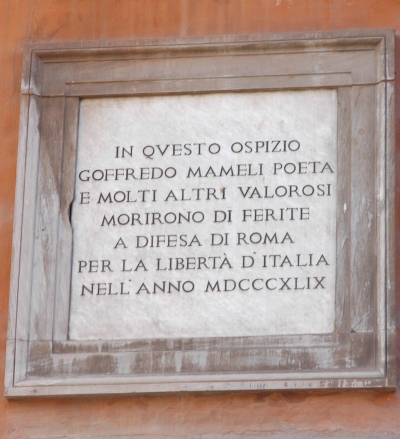 IN QVESTO OSPIZIO
GOFFREDO MAMELI POETA
E MOLTI ALTRI VALOROSI
MORIRONO DI FERITE
A DIFESA DI ROMA
PER LA LIBERTÀ D'ITALIA
NELL'ANNO MDCCCXLIX